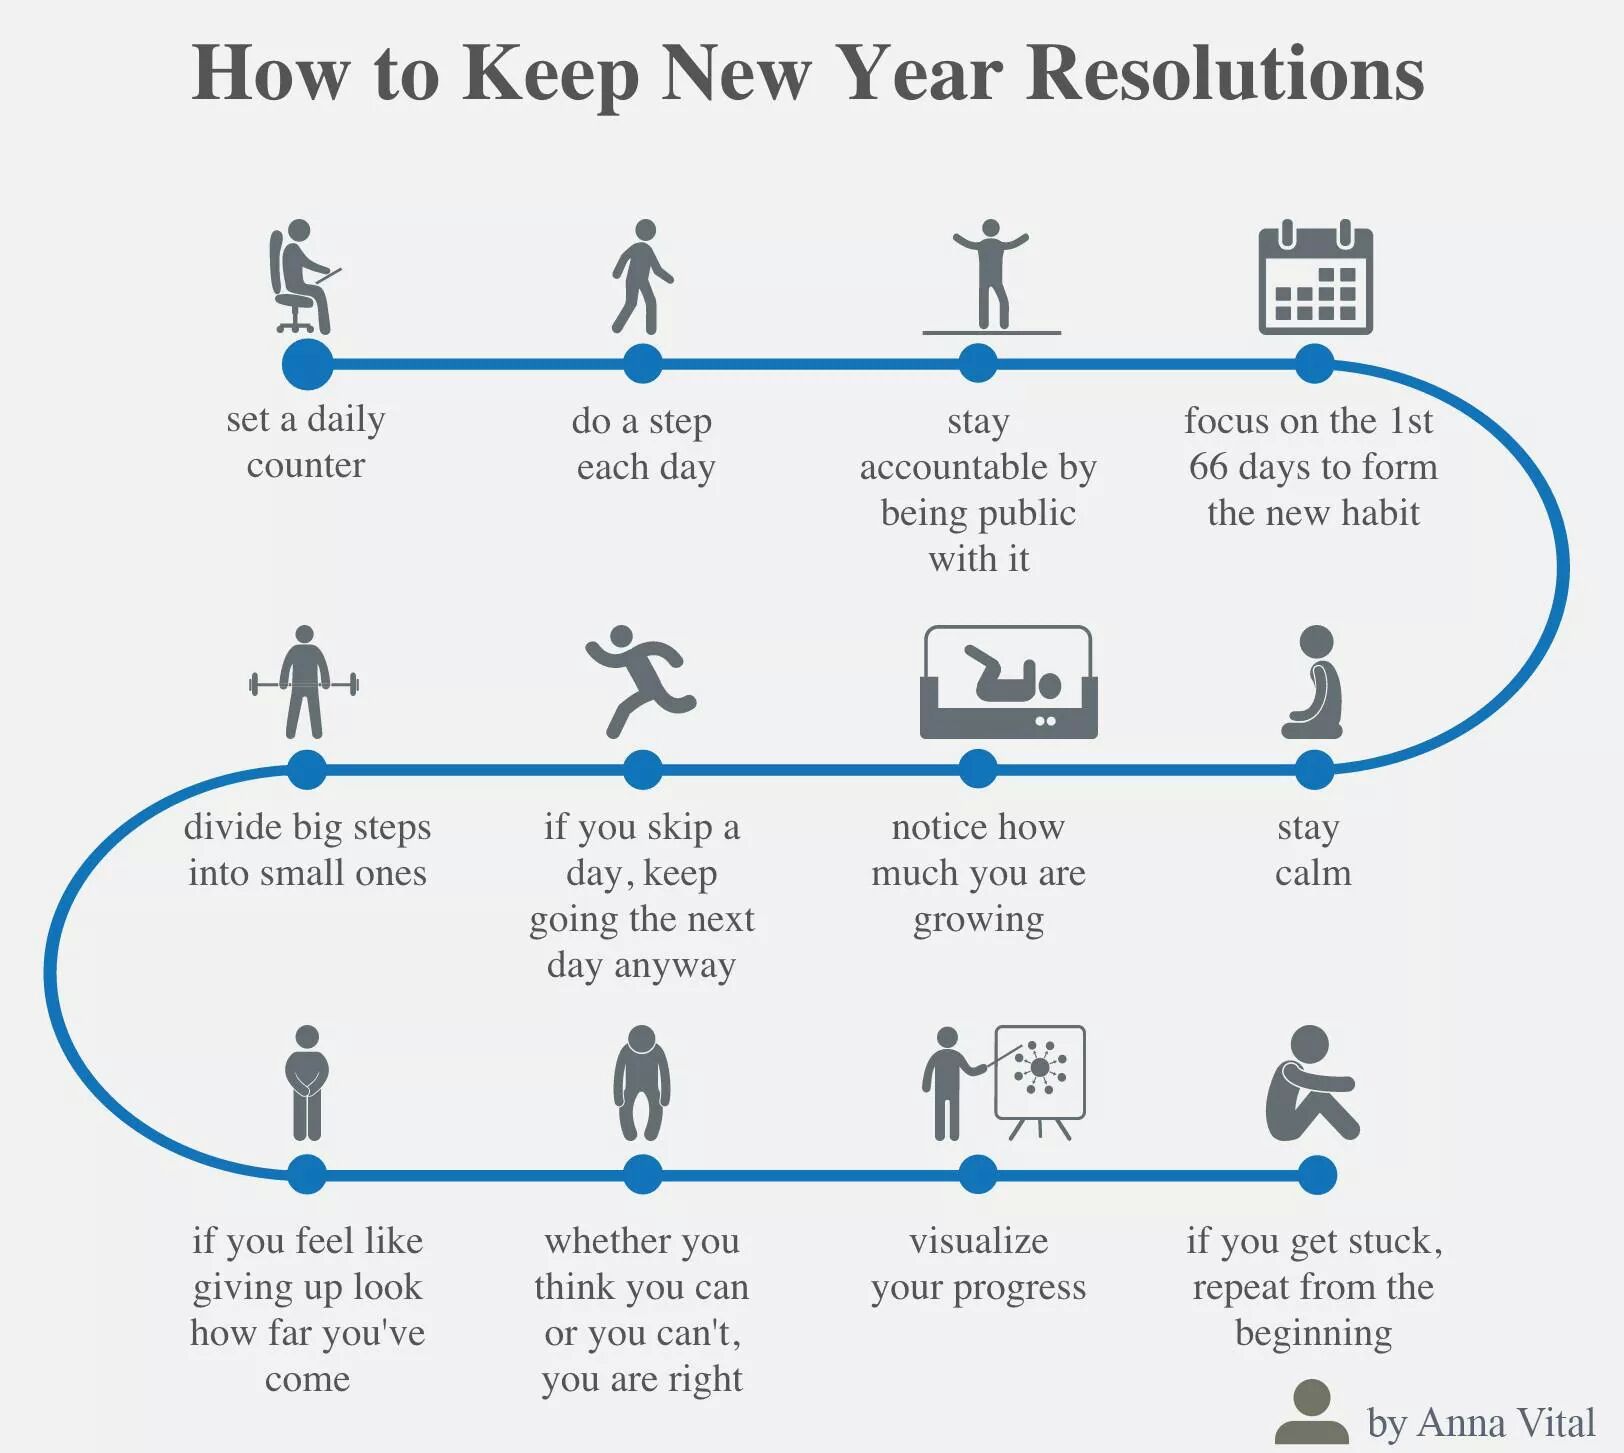 How to Keep New Year Resolutions
set a daily
counter
do a step
each day
stay
accountable by
being public
with it
focus on the 1st
66 days to form
the new habit
stay
calm
notice how
much you are
growing
if you skip a
day, keep
going the next
day anyway
divide big steps
into small ones
if you feel like
giving up look
how far you've
come
whether you
think you can
or you can't,
you are right
visualize
your progress
if you get stuck,
repeat from the
beginning
by Anna Vital